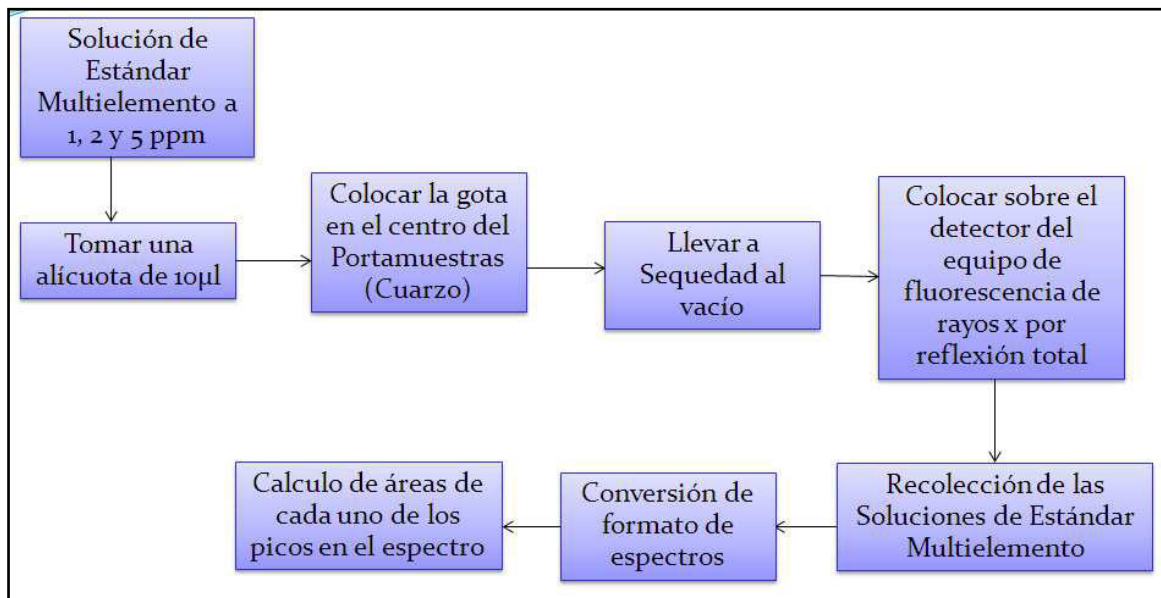 Solución de
Estándar
Multielemento a
1, 2 y 5 ppm
Tomar una
alícuota de 10µl
Colocar la gota
en el centro del
Portamuestras
(Cuarzo)
Llevar a
Sequedad al
vacío
Colocar sobre el
detector del
equipo de
fluorescencia de
rayos x por
reflexión total
Recolección de las
Soluciones de Estándar
Multielemento
Conversión de
formato de
espectros
Calculo de áreas de
cada uno de los
picos en el espectro